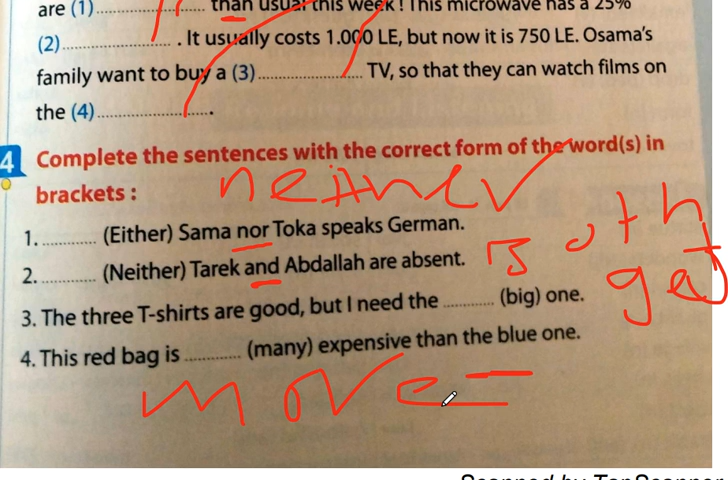 are (1) .................... than usual this week! This microwave has a 25%
(2) .................... . It usually costs 1.000 LE, but now it is 750 LE. Osama's
family want to buy a (3) .................... TV, so that they can watch films on
the (4) .................... .
4 Complete the sentences with the correct form of the word(s) in
brackets :
1. ............ (Either) Sama nor Toka speaks German.
2. ............ (Neither) Tarek and Abdallah are absent.
Both
3. The three T-shirts are good, but I need the ............ (big) one.
4. This red bag is ............ (many) expensive than the blue one.
more